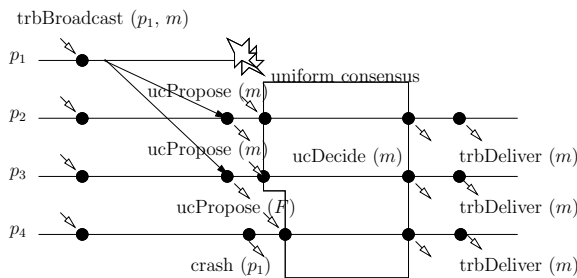 trbBroadcast (p1, m)
p1
uniform consensus
ucPropose (m)
p2
ucPropose (m)
ucDecide (m)
trbDeliver (m)
p3
ucPropose (F)
trbDeliver (m)
p4
crash (p1)
trbDeliver (m)